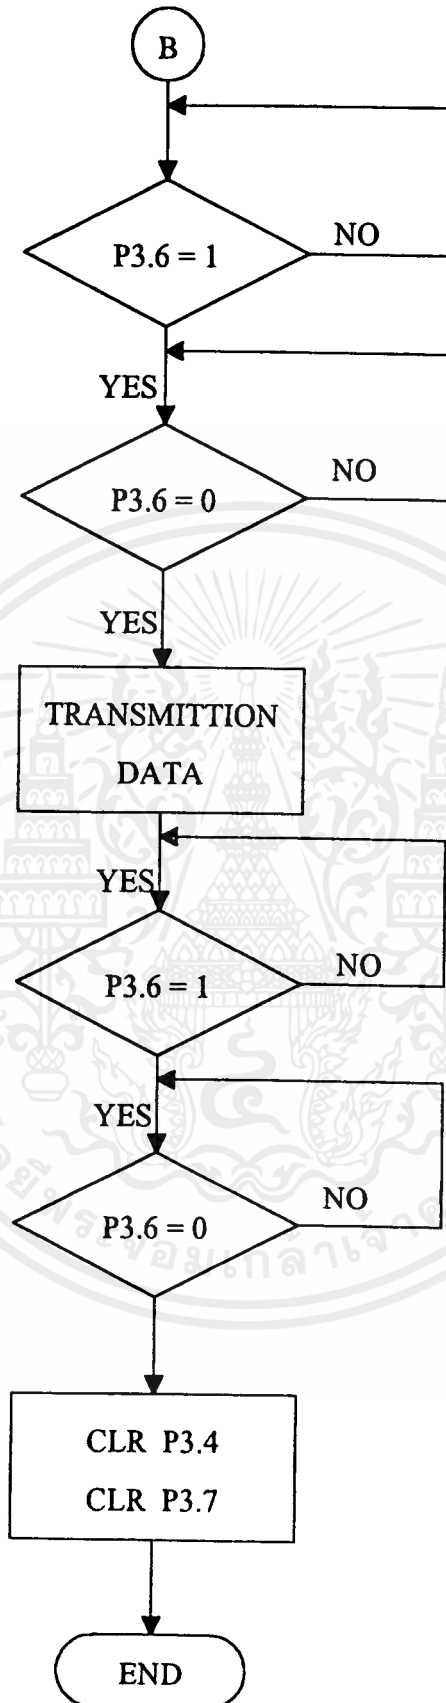 B
P3.6 = 1
NO
YES
P3.6 = 0
NO
YES
TRANSMITTION
DATA
YES
P3.6 = 1
NO
YES
P3.6 = 0
NO
CLR P3.4
CLR P3.7
END